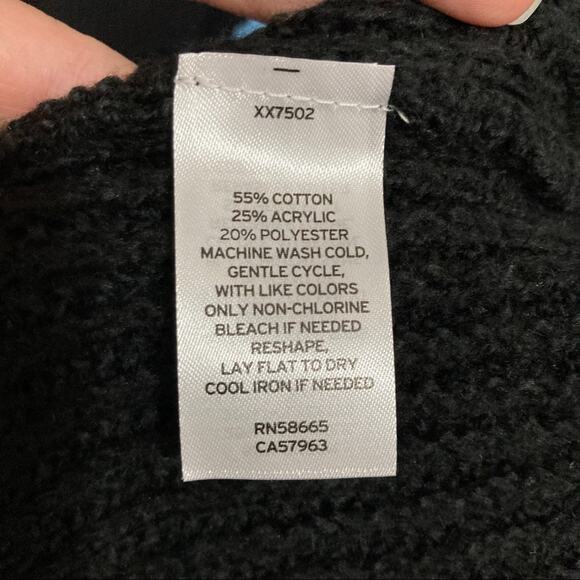 XX7502
55% COTTON
25% ACRYLIC
20% POLYESTER
MACHINE WASH COLD,
GENTLE CYCLE,
WITH LIKE COLORS
ONLY NON-CHLORINE
BLEACH IF NEEDED
RESHAPE,
LAY FLAT TO DRY
COOL IRON IF NEEDED
RN58665
CA57963